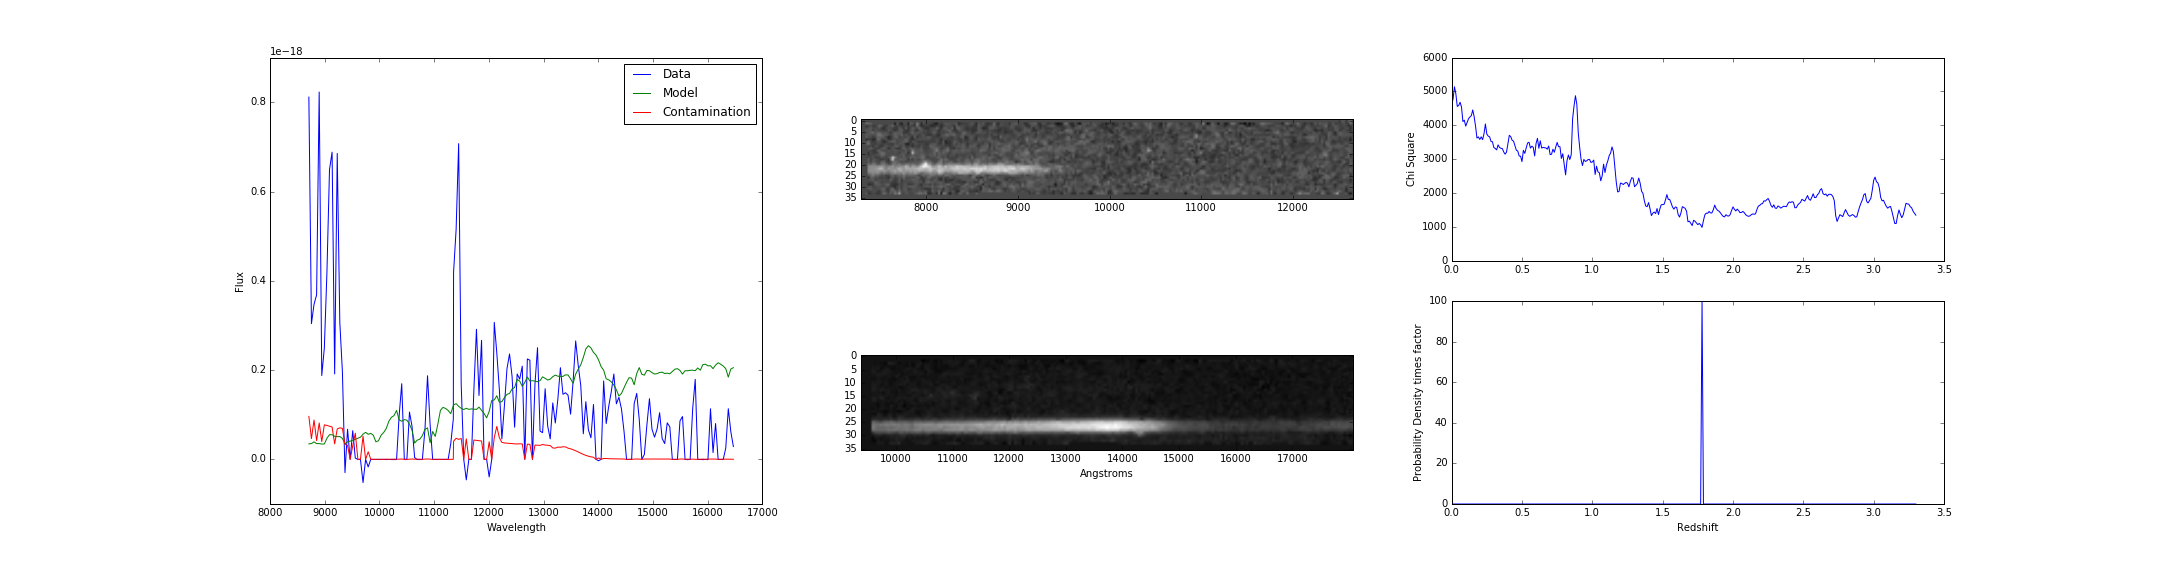 1e−18
0.8
0.6
0.4
0.2
0.0
8000 9000 10000 11000 12000 13000 14000 15000 16000 17000
Wavelength
Flux
Data
Model
Contamination
0
5
10
15
20
25
30
35
8000 9000 10000 11000 12000
0
5
10
15
20
25
30
35
10000 11000 12000 13000 14000 15000 16000 17000
Angstroms
6000
5000
4000
3000
2000
1000
0
0.0 0.5 1.0 1.5 2.0 2.5 3.0 3.5
Chi Square
100
80
60
40
20
0
0.0 0.5 1.0 1.5 2.0 2.5 3.0 3.5
Redshift
Probability Density times factor